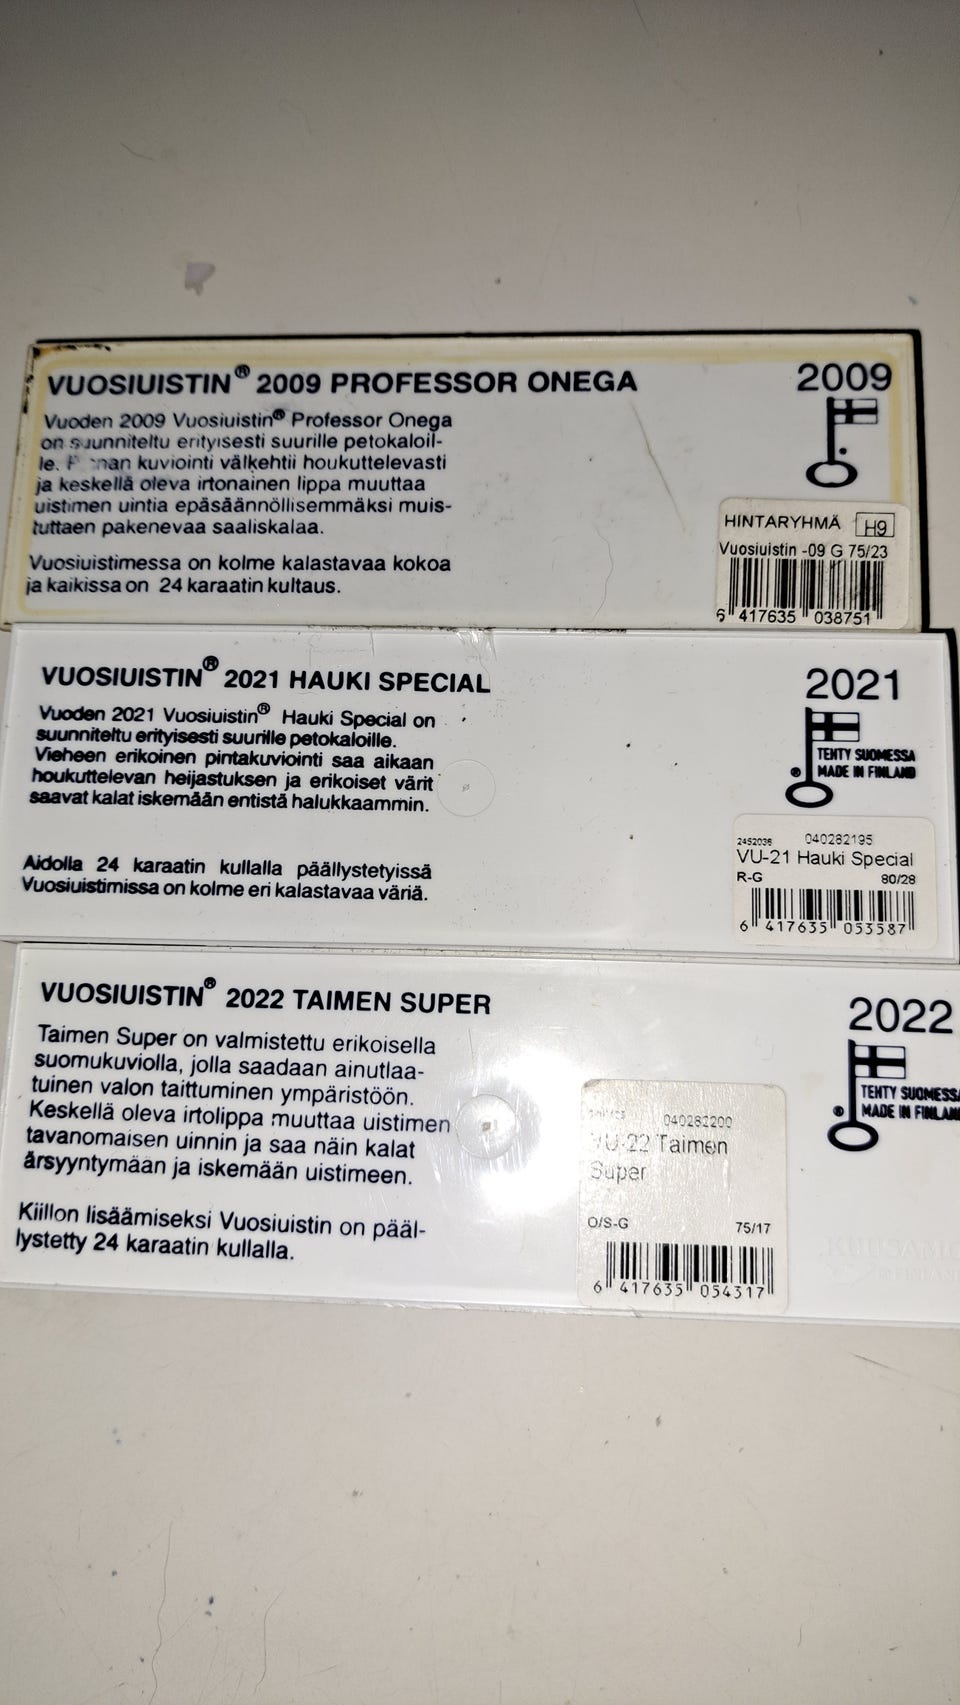 VUOSIUISTIN® 2009 PROFESSOR ONEGA
2009
Vuoden 2009 Vuosiuistin® Professor Onega
on suunniteltu erityisesti suurille petokaloil-
le. kuviointi välkehtii houkuttelevasti
ja keskellä oleva irtonainen lippa muuttaa
uistimen uintia epäsäännöllisemmäksi muis-
tuttaen pakenevaa saaliskalaa.
Vuosiuistimessa on kolme kalastavaa kokoa
ja kaikissa on 24 karaatin kultaus.
HINTARYHMÄ H9
Vuosiuistin -09 G 75/23
6 417635 038751
VUOSIUISTIN® 2021 HAUKI SPECIAL
2021
Vuoden 2021 Vuosiuistin® Hauki Special on
suunniteltu erityisesti suurille petokaloille.
Vieheen erikoinen pintakuviointi saa aikaan
houkuttelevan heijastuksen ja erikoiset värit
saavat kalat iskemään entistä halukkaammin.
Aidolla 24 karaatin kullalla päällystetyissä
Vuosiuistimissa on kolme eri kalastavaa väriä.
TEHTY SUOMESSA
® MADE IN FINLAND
2452036 040282195
VU-21 Hauki Special
R-G 80/28
6 417635 053587
VUOSIUISTIN® 2022 TAIMEN SUPER
2022
Taimen Super on valmistettu erikoisella
suomukuviolla, jolla saadaan ainutlaa-
tuinen valon taittuminen ympäristöön.
Keskellä oleva irtolippa muuttaa uistimen
tavanomaisen uinnin ja saa näin kalat
ärsyyntymään ja iskemään uistimeen.
Kiillon lisäämiseksi Vuosiuistin on pääl-
lystetty 24 karaatin kullalla.
TEHTY SUOMESSA
® MADE IN FINLAND
040282200
VU-22 Taimen
Super
O/S-G 75/17
6 417635 054317
KUUSAMO